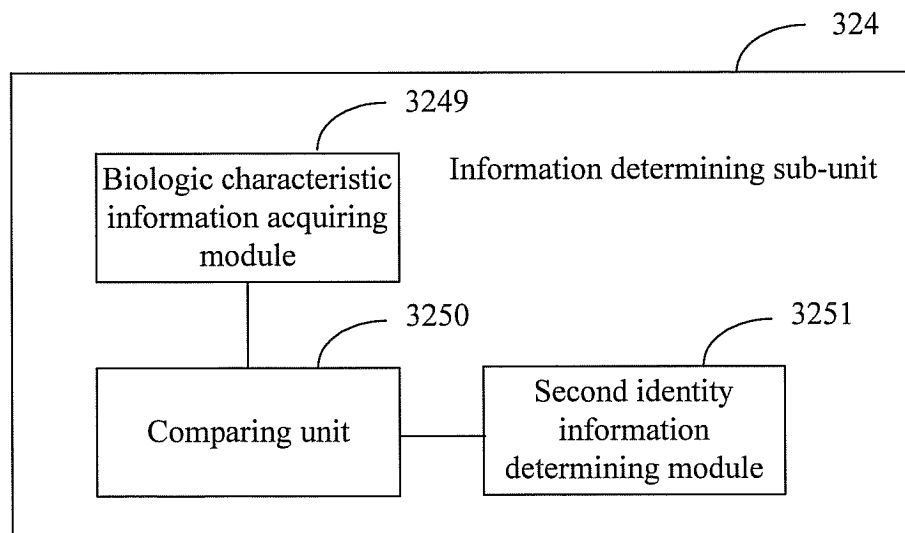 324
3249
Biologic characteristic
information acquiring
module
Information determining sub-unit
3250
Comparing unit
3251
Second identity
information
determining module